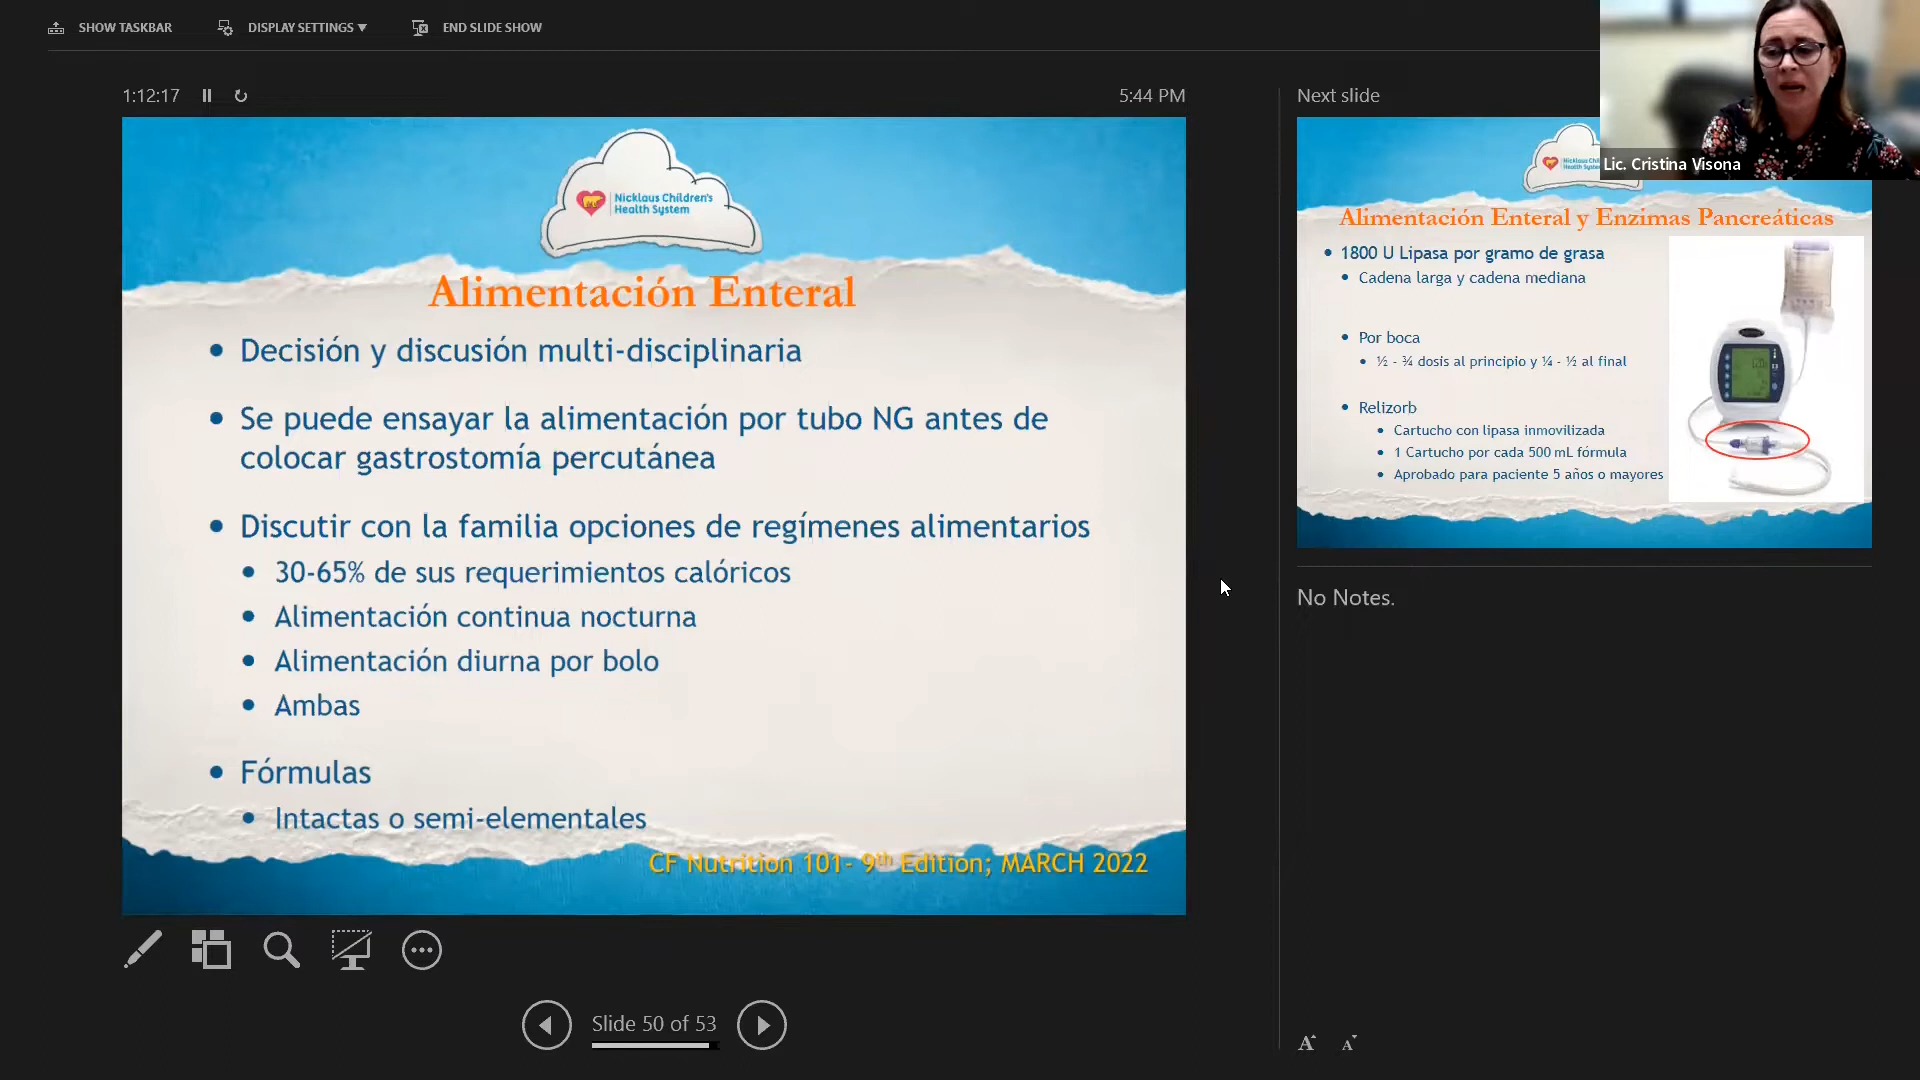 SHOW TASKBAR
DISPLAY SETTINGS ▼
END SLIDE SHOW
1:12:17
5:44 PM
Nicklaus Children's
Health System
Alimentación Enteral
• Decisión y discusión multi-disciplinaria
• Se puede ensayar la alimentación por tubo NG antes de
colocar gastrostomía percutánea
• Discutir con la familia opciones de regímenes alimentarios
• 30-65% de sus requerimientos calóricos
• Alimentación continua nocturna
• Alimentación diurna por bolo
• Ambas
• Fórmulas
• Intactas o semi-elementales
CF Nutrition 101- 9th Edition; MARCH 2022
Slide 50 of 53
Next slide
Lic. Cristina Visona
Alimentación Enteral y Enzimas Pancreáticas
• 1800 U Lipasa por gramo de grasa
• Cadena larga y cadena mediana
• Por boca
• ½ - ¾ dosis al principio y ¼ - ½ al final
• Relizorb
• Cartucho con lipasa inmovilizada
• 1 Cartucho por cada 500 mL fórmula
• Aprobado para paciente 5 años o mayores
No Notes.
A A